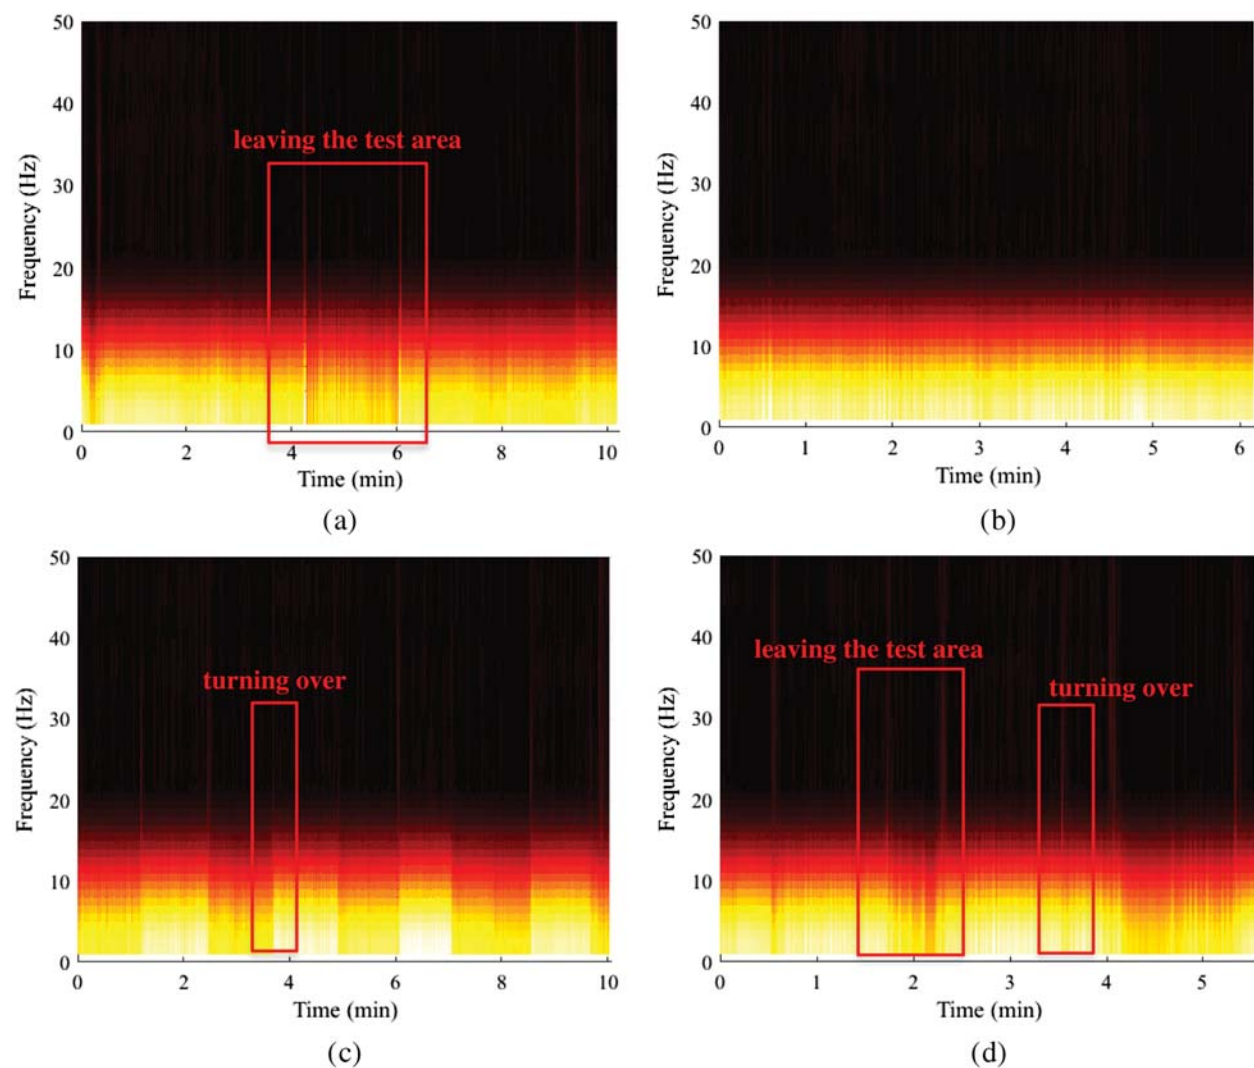 50
40
30
20
10
0
Frequency (Hz)
leaving the test area
0 2 4 6 8 10
Time (min)
(a)
50
40
30
20
10
0
Frequency (Hz)
0 1 2 3 4 5 6
Time (min)
(b)
50
40
30
20
10
0
Frequency (Hz)
turning over
0 2 4 6 8 10
Time (min)
(c)
50
40
30
20
10
0
Frequency (Hz)
leaving the test area
turning over
0 1 2 3 4 5
Time (min)
(d)